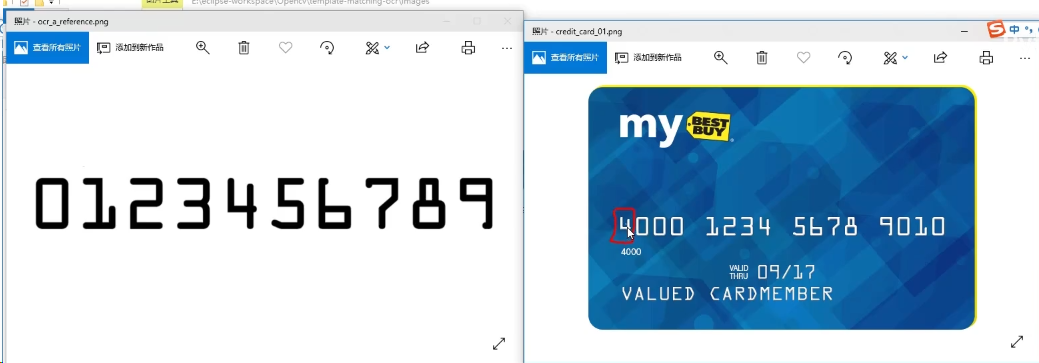 E:\eclipse-workspace\Opencv\template-matching-ocr\images
照片 - ocr_a_reference.png
查看所有照片 添加到新作品
0123456789
照片 - credit_card_01.png
中
查看所有照片 添加到新作品
my BEST BUY
4000 1234 5678 9010
4000
VALID THRU 09/17
VALUED CARDMEMBER